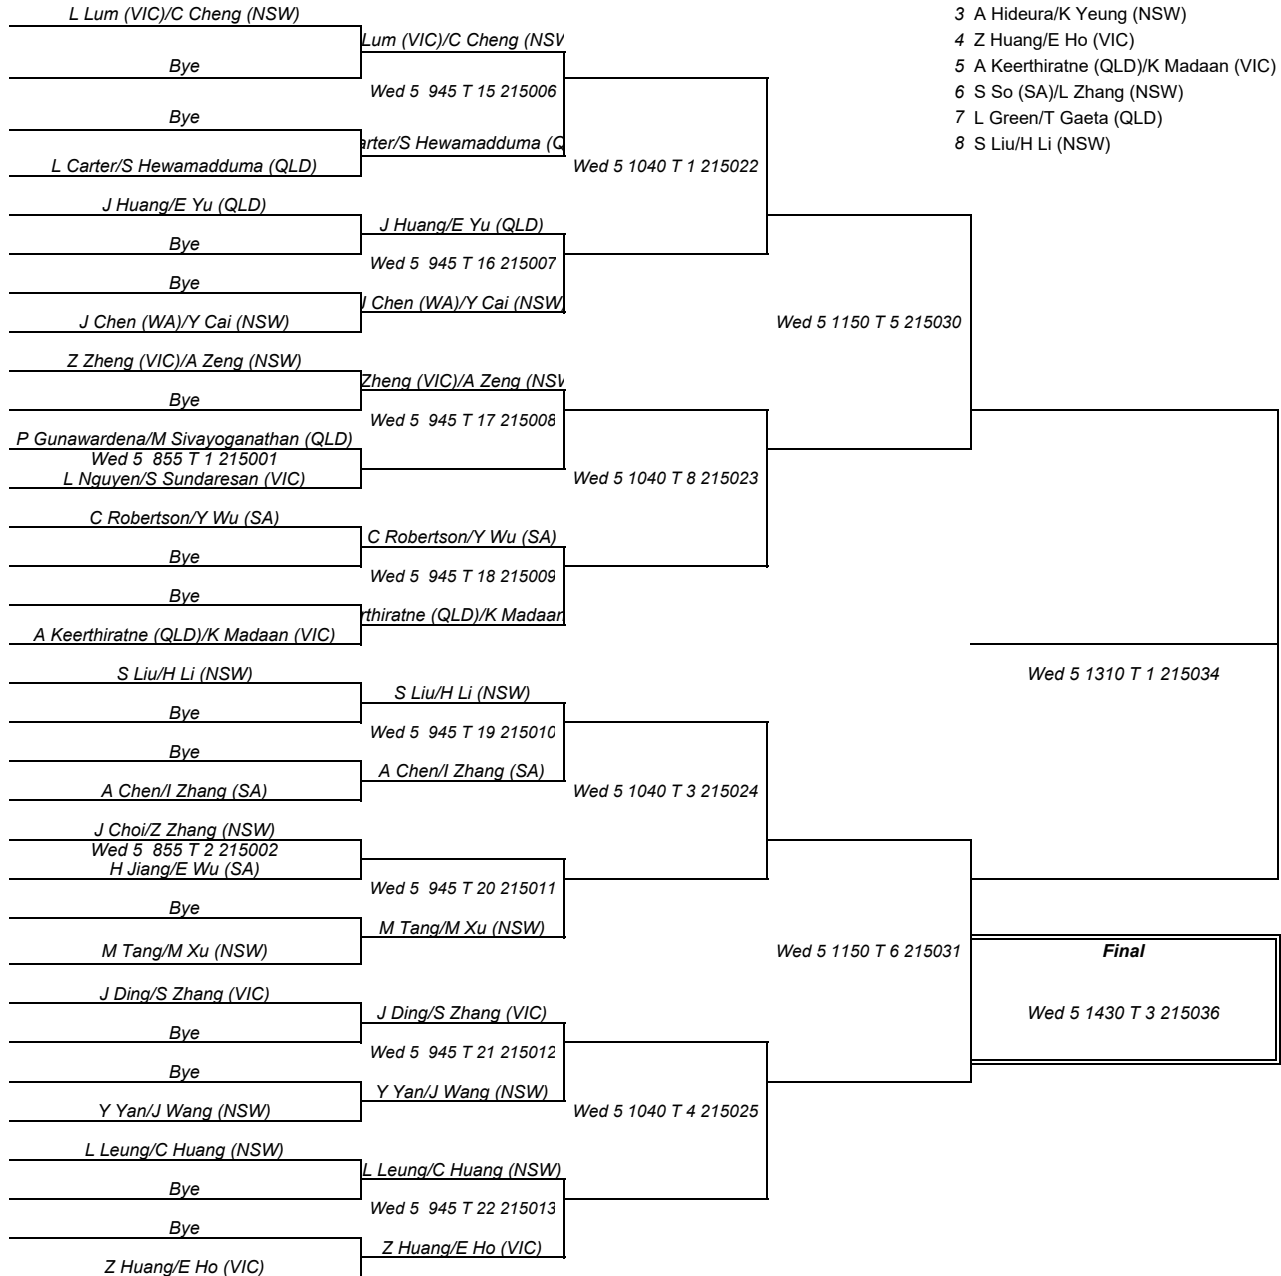 L Lum (VIC)/C Cheng (NSW)
Bye
Bye
L Carter/S Hewamadduma (QLD)
J Huang/E Yu (QLD)
Bye
Bye
J Chen (WA)/Y Cai (NSW)
Z Zheng (VIC)/A Zeng (NSW)
Bye
P Gunawardena/M Sivayoganathan (QLD)
Wed 5 855 T 1 215001
L Nguyen/S Sundaresan (VIC)
C Robertson/Y Wu (SA)
Bye
Bye
A Keerthiratne (QLD)/K Madaan (VIC)
S Liu/H Li (NSW)
Bye
Bye
A Chen/I Zhang (SA)
J Choi/Z Zhang (NSW)
Wed 5 855 T 2 215002
H Jiang/E Wu (SA)
Bye
M Tang/M Xu (NSW)
J Ding/S Zhang (VIC)
Bye
Bye
Y Yan/J Wang (NSW)
L Leung/C Huang (NSW)
Bye
Bye
Z Huang/E Ho (VIC)
Lum (VIC)/C Cheng (NSW
Wed 5 945 T 15 215006
arter/S Hewamadduma (Q
J Huang/E Yu (QLD)
Wed 5 945 T 16 215007
J Chen (WA)/Y Cai (NSW)
Zheng (VIC)/A Zeng (NSW
Wed 5 945 T 17 215008
C Robertson/Y Wu (SA)
Wed 5 945 T 18 215009
rthiratne (QLD)/K Madaan
S Liu/H Li (NSW)
Wed 5 945 T 19 215010
A Chen/I Zhang (SA)
Wed 5 945 T 20 215011
M Tang/M Xu (NSW)
J Ding/S Zhang (VIC)
Wed 5 945 T 21 215012
Y Yan/J Wang (NSW)
L Leung/C Huang (NSW)
Wed 5 945 T 22 215013
Z Huang/E Ho (VIC)
Wed 5 1040 T 1 215022
Wed 5 1040 T 8 215023
Wed 5 1040 T 3 215024
Wed 5 1040 T 4 215025
Wed 5 1150 T 5 215030
Wed 5 1150 T 6 215031
3 A Hideura/K Yeung (NSW)
4 Z Huang/E Ho (VIC)
5 A Keerthiratne (QLD)/K Madaan (VIC)
6 S So (SA)/L Zhang (NSW)
7 L Green/T Gaeta (QLD)
8 S Liu/H Li (NSW)
Wed 5 1310 T 1 215034
Final
Wed 5 1430 T 3 215036